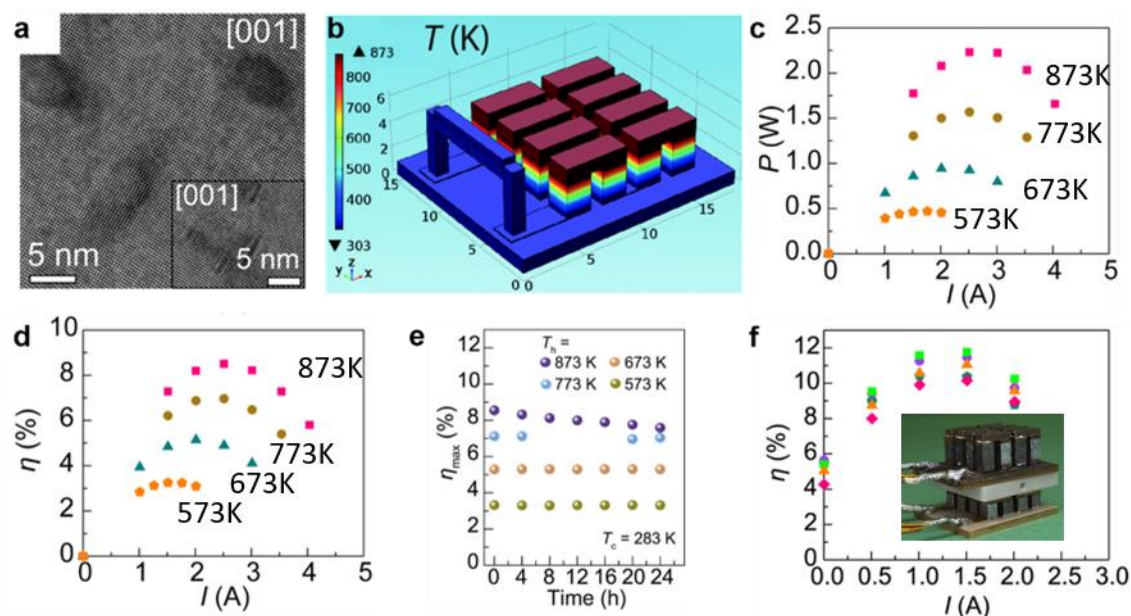 a
[001]
[001]
5 nm
5 nm
b
T (K)
▲ 873
800
700
600
500
400
▼ 303
6
4
2
0
15
10
5
0
0
5
10
15
y z x
c
2.5
2.0
1.5
1.0
0.5
0.0
P (W)
873K
773K
673K
573K
0 1 2 3 4 5
I (A)
d
10
8
6
4
2
0
η (%)
873K
773K
673K
573K
0 1 2 3 4 5
I (A)
e
12
10
8
6
4
2
0
ηmax (%)
Th =
873 K 673 K
773 K 573 K
Tc = 283 K
0 4 8 12 16 20 24
Time (h)
f
12
10
8
6
4
2
0
η (%)
0.0 0.5 1.0 1.5 2.0 2.5 3.0
I (A)